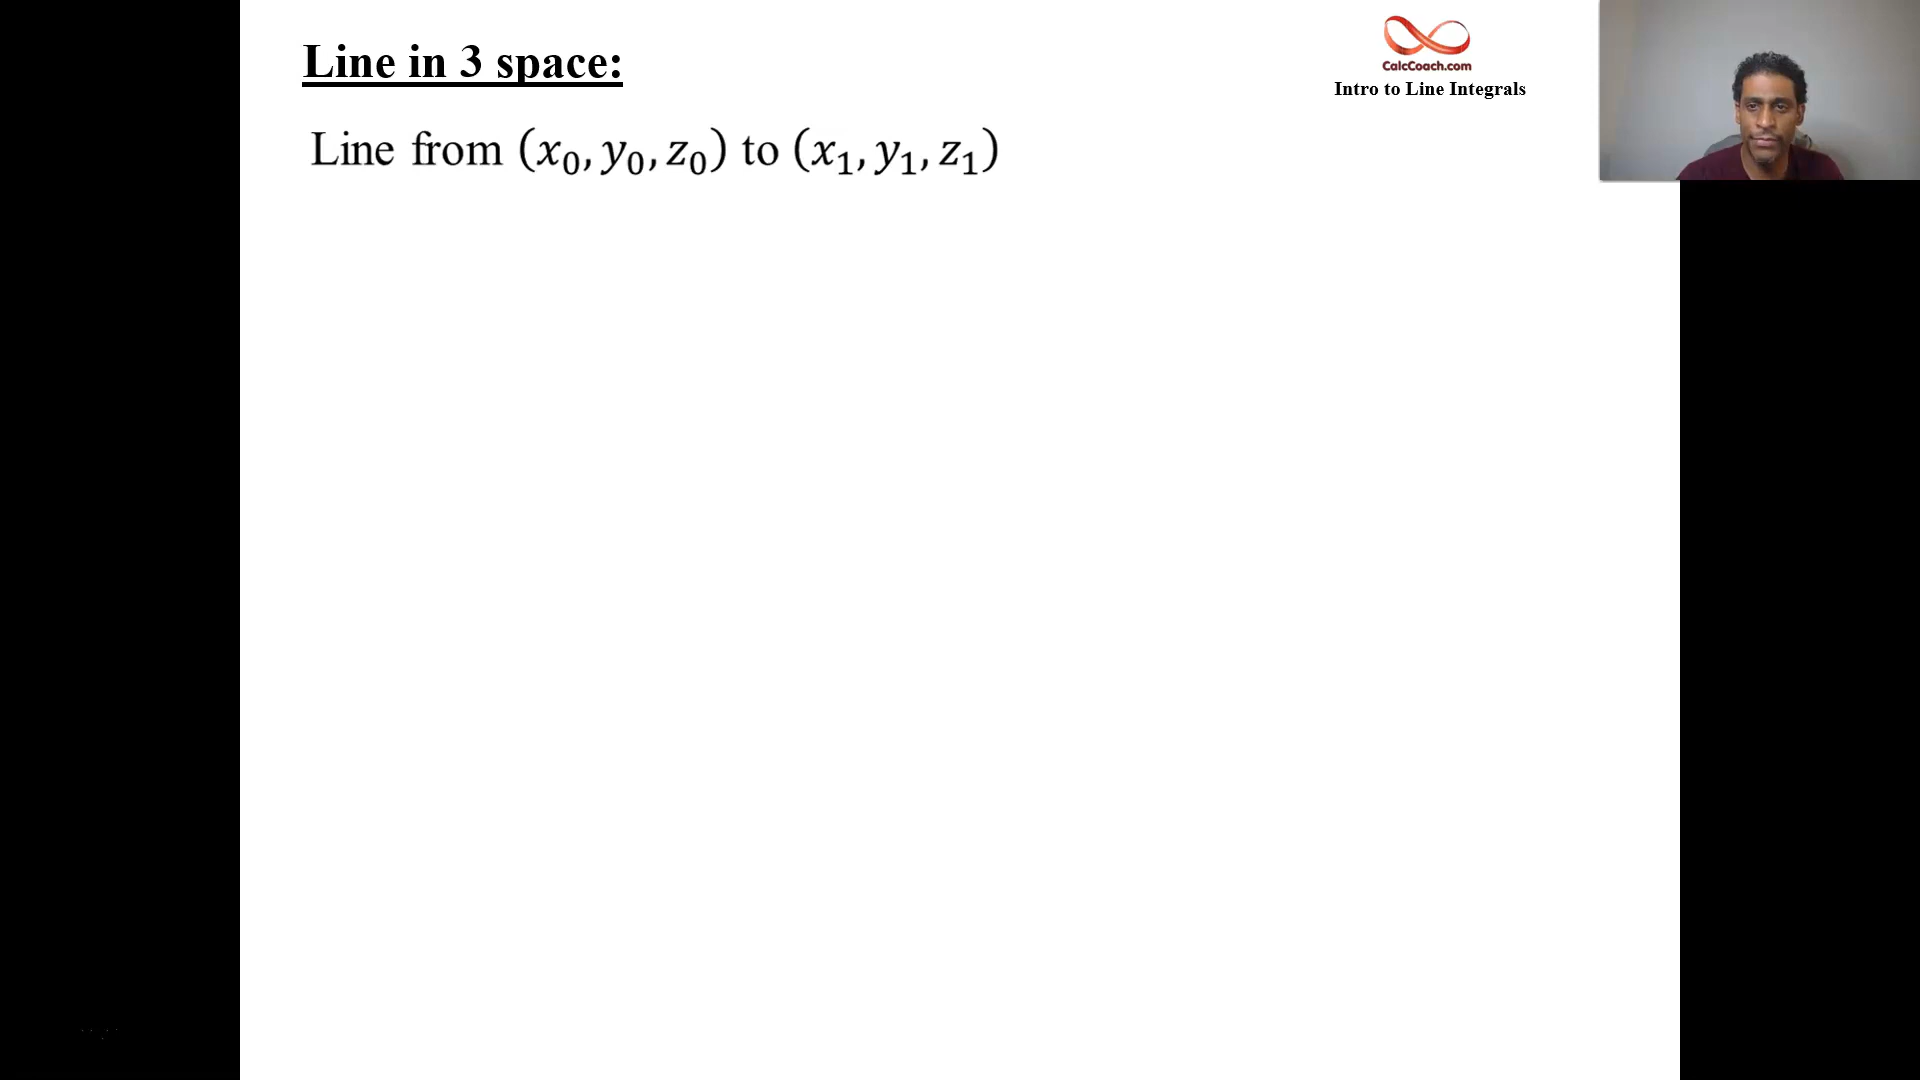 Line in 3 space:
CalcCoach.com
Intro to Line Integrals
Line from (x₀, y₀, z₀) to (x₁, y₁, z₁)